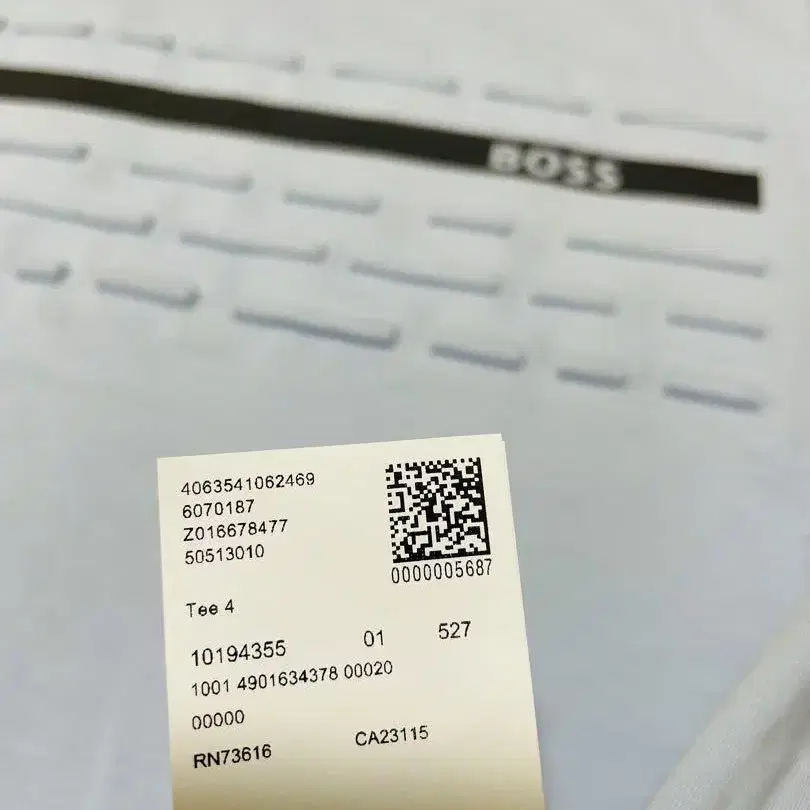 BOSS
4063541062469
6070187
Z016678477
50513010
0000005687
Tee 4
10194355 01 527
1001 4901634378 00020
00000
RN73616 CA23115